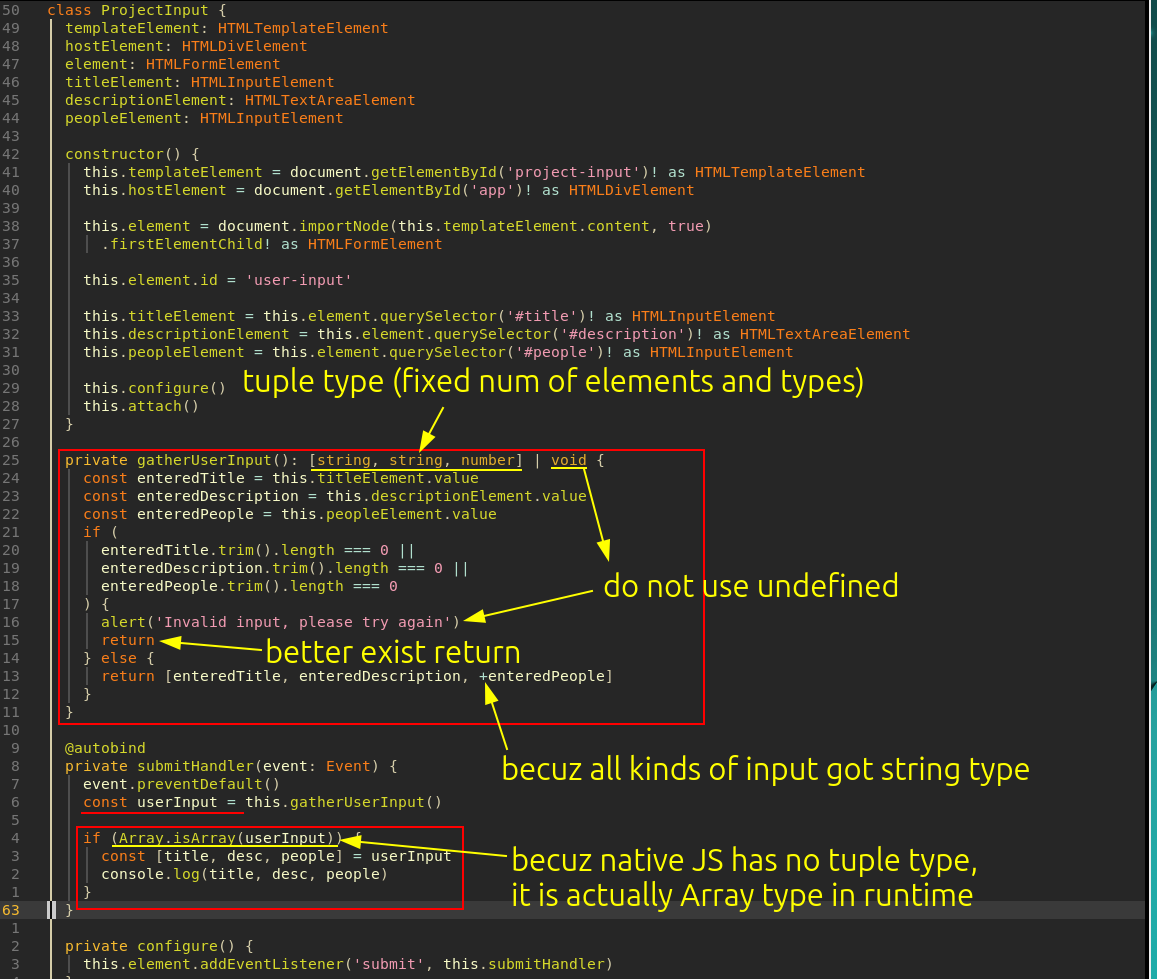 50 class ProjectInput {
49 templateElement: HTMLTemplateElement
48 hostElement: HTMLDivElement
47 element: HTMLFormElement
46 titleElement: HTMLInputElement
45 descriptionElement: HTMLTextAreaElement
44 peopleElement: HTMLInputElement
43
42 constructor() {
41 this.templateElement = document.getElementById('project-input')! as HTMLTemplateElement
40 this.hostElement = document.getElementById('app')! as HTMLDivElement
39
38 this.element = document.importNode(this.templateElement.content, true)
37 .firstElementChild! as HTMLFormElement
36
35 this.element.id = 'user-input'
34
33 this.titleElement = this.element.querySelector('#title')! as HTMLInputElement
32 this.descriptionElement = this.element.querySelector('#description')! as HTMLTextAreaElement
31 this.peopleElement = this.element.querySelector('#people')! as HTMLInputElement
30
29 this.configure()
tuple type (fixed num of elements and types)
28 this.attach()
27 }
26
25 private gatherUserInput(): [string, string, number] | void {
24 const enteredTitle = this.titleElement.value
23 const enteredDescription = this.descriptionElement.value
22 const enteredPeople = this.peopleElement.value
21 if (
20 enteredTitle.trim().length === 0 ||
19 enteredDescription.trim().length === 0 ||
18 enteredPeople.trim().length === 0
do not use undefined
17 ) {
16 alert('Invalid input, please try again')
15 return
better exist return
14 } else {
13 return [enteredTitle, enteredDescription, +enteredPeople]
12 }
11 }
10
9 @autobind
8 private submitHandler(event: Event) {
becuz all kinds of input got string type
7 event.preventDefault()
6 const userInput = this.gatherUserInput()
5
4 if (Array.isArray(userInput)) {
3 const [title, desc, people] = userInput
becuz native JS has no tuple type,
2 console.log(title, desc, people)
1 }
it is actually Array type in runtime
63 }
1
2 private configure() {
3 this.element.addEventListener('submit', this.submitHandler)